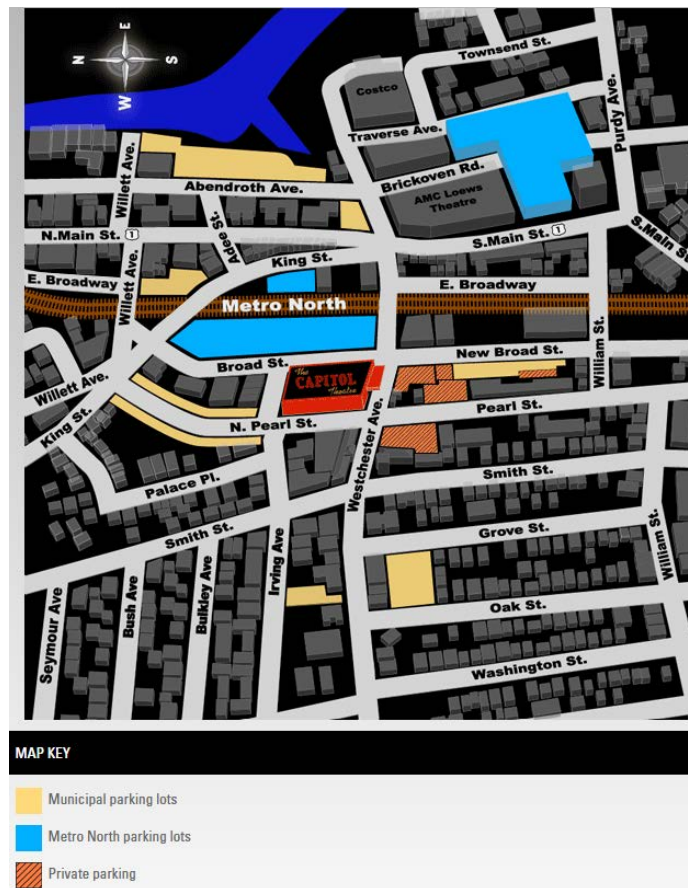 E
N
S
W
Townsend St.
Costco
Purdy Ave.
Traverse Ave.
Willett Ave.
Brickoven Rd.
Abendroth Ave.
AMC Loews
Theatre
Adee St.
N.Main St. 1
S.Main St. 1
S.Main St.
King St.
Willett Ave.
E. Broadway
E. Broadway
Metro North
William St.
New Broad St.
Broad St.
The
CAPITOL
Theatre
Willett Ave.
King St.
Pearl St.
N. Pearl St.
Westchester Ave.
Smith St.
Palace Pl.
Smith St.
Grove St.
William St.
Irving Ave
Bulkley Ave
Bush Ave
Seymour Ave
Oak St.
Washington St.
MAP KEY
Municipal parking lots
Metro North parking lots
Private parking